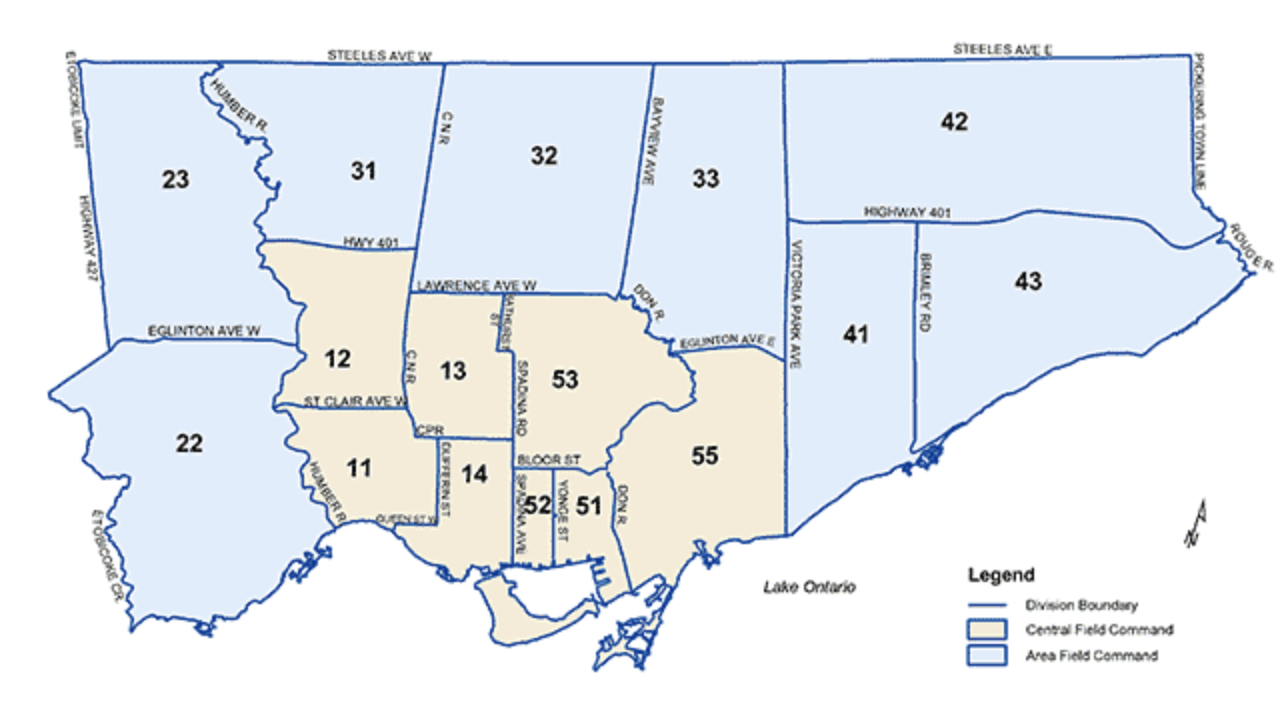 STEELES AVE W
STEELES AVE E
ETOBICOKE LIMIT
HUMBER R.
C N R
BAYVIEW AVE
PICKERING TOWN LINE
23
31
32
33
42
HIGHWAY 427
HWY 401
HIGHWAY 401
ROUGE R.
LAWRENCE AVE W
BATHURST ST
DON R.
VICTORIA PARK AVE
BRIMLEY RD
43
EGLINTON AVE W
EGLINTON AVE E
12
C N R
13
SPADINA RD
53
41
ST CLAIR AVE W
CPR
22
11
HUMBER R.
DUFFERIN ST
14
BLOOR ST
55
SPADINA AVE
52
YONGE ST
51
DON R.
QUEEN ST W
ETOBICOKE CR.
N
Lake Ontario
Legend
Division Boundary
Central Field Command
Area Field Command